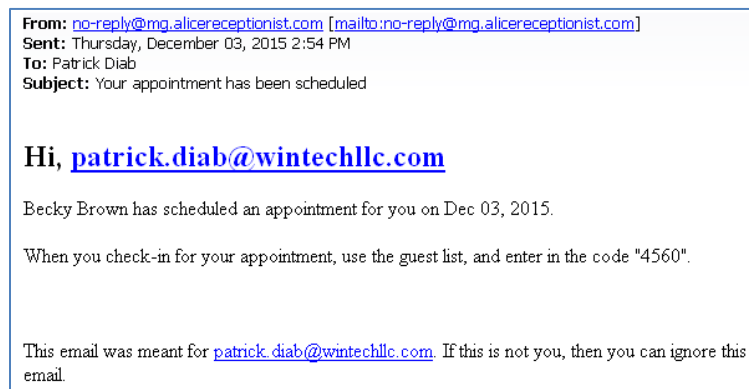 From: no-reply@mg.alicereceptionist.com [mailto:no-reply@mg.alicereceptionist.com]
Sent: Thursday, December 03, 2015 2:54 PM
To: Patrick Diab
Subject: Your appointment has been scheduled
Hi, patrick.diab@wintechllc.com
Becky Brown has scheduled an appointment for you on Dec 03, 2015.
When you check-in for your appointment, use the guest list, and enter in the code "4560".
This email was meant for patrick.diab@wintechllc.com. If this is not you, then you can ignore this
email.